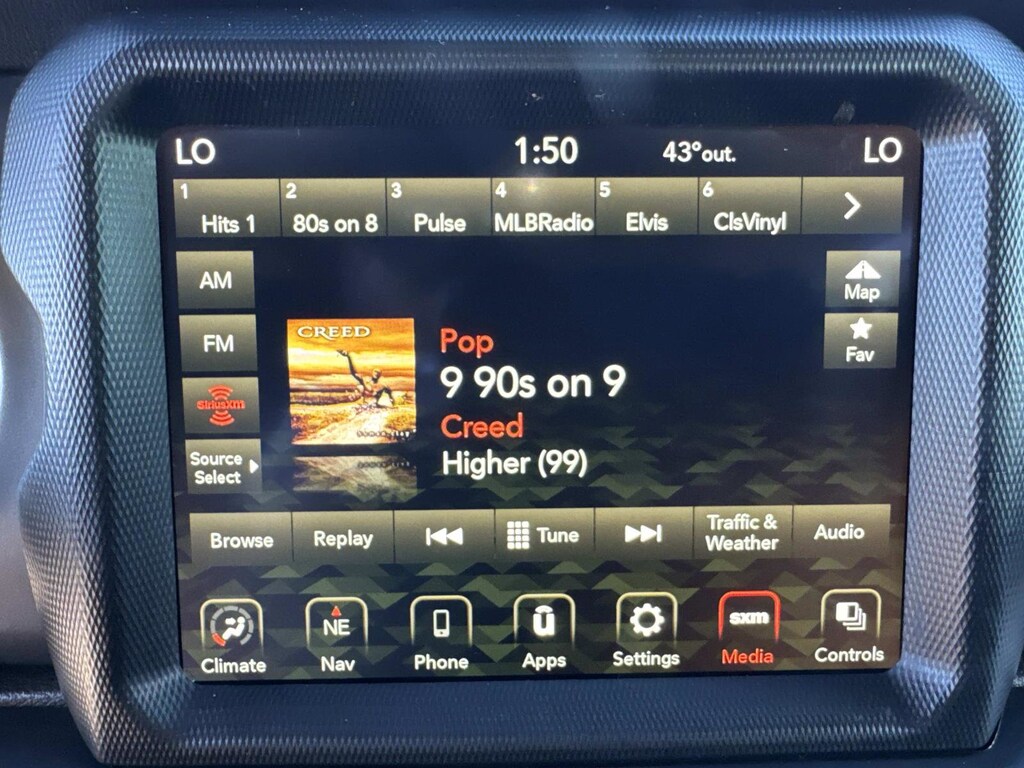 LO 1:50 43°out. LO
1 Hits 1
2 80s on 8
3 Pulse
4 MLBRadio
5 Elvis
6 ClsVinyl
AM
Map
FM
Fav
SiriusXM
Source
Select
CREED
Pop
9 90s on 9
Creed
Higher (99)
Browse
Replay
Tune
Traffic &
Weather
Audio
Climate
NE
Nav
Phone
Apps
Settings
sxm
Media
Controls